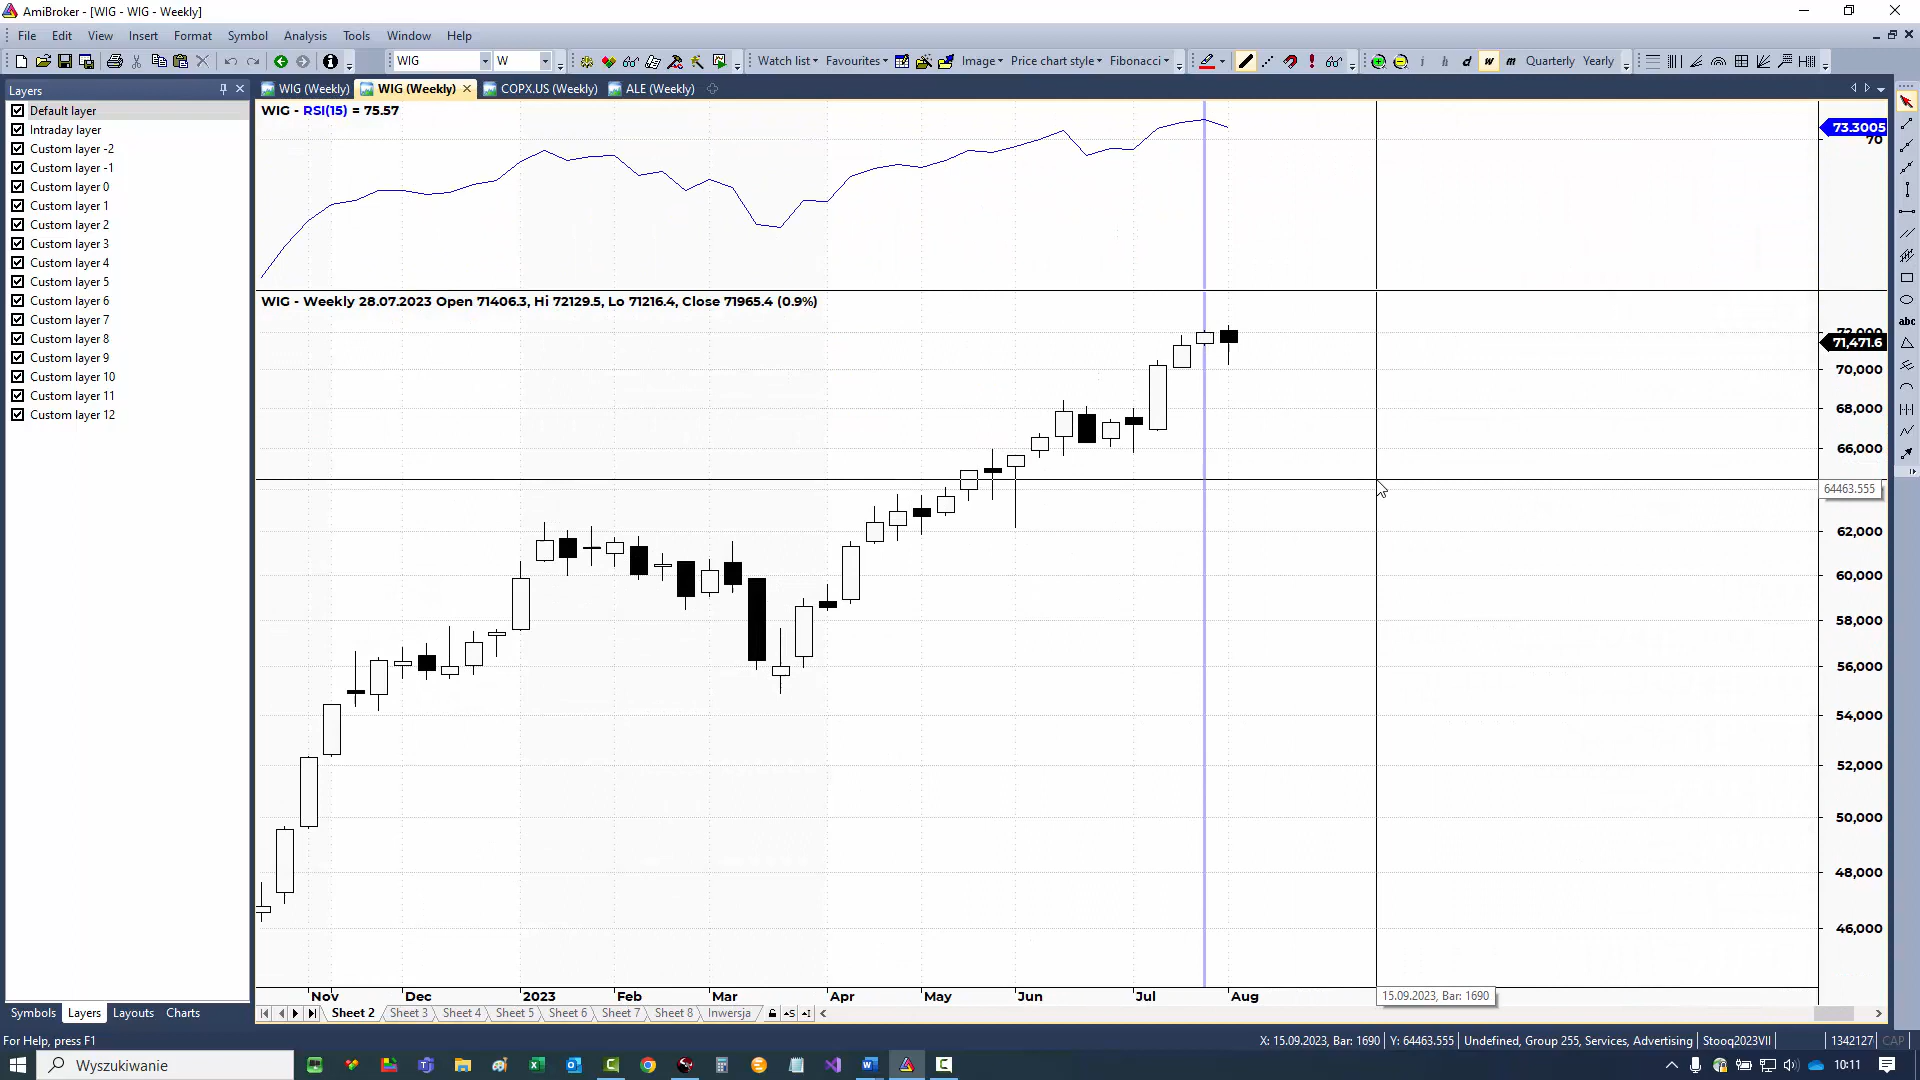 AmiBroker - [WIG - WIG - Weekly]
File Edit View Insert Format Symbol Analysis Tools Window Help
WIG W Watch list Favourites Image Price chart style Fibonacci i h d w m Quarterly Yearly
Layers
WIG (Weekly) WIG (Weekly) COPX.US (Weekly) ALE (Weekly)
Default layer
Intraday layer
Custom layer -2
Custom layer -1
Custom layer 0
Custom layer 1
Custom layer 2
Custom layer 3
Custom layer 4
Custom layer 5
Custom layer 6
Custom layer 7
Custom layer 8
Custom layer 9
Custom layer 10
Custom layer 11
Custom layer 12
WIG - RSI(15) = 75.57
73.3005
70
abc
WIG - Weekly 28.07.2023 Open 71406.3, Hi 72129.5, Lo 71216.4, Close 71965.4 (0.9%)
72,000
71,471.6
70,000
68,000
66,000
64463.555
62,000
60,000
58,000
56,000
54,000
52,000
50,000
48,000
46,000
Nov Dec 2023 Feb Mar Apr May Jun Jul Aug
15.09.2023, Bar: 1690
Symbols Layers Layouts Charts
Sheet 2 Sheet 3 Sheet 4 Sheet 5 Sheet 6 Sheet 7 Sheet 8 Inwersja
For Help, press F1
X: 15.09.2023, Bar: 1690 Y: 64463.555 Undefined, Group 255, Services, Advertising Stooq2023VII 1342127 CAP
Wyszukiwanie
10:11